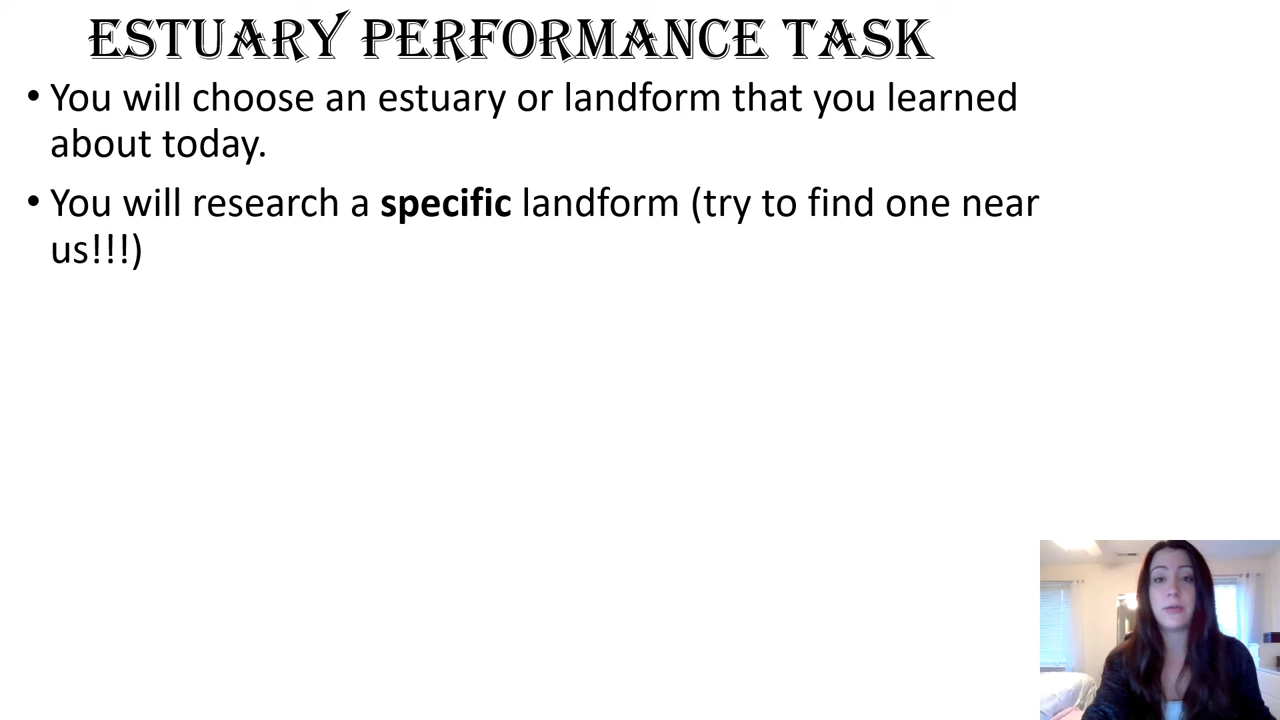 ESTUARY PERFORMANCE TASK
• You will choose an estuary or landform that you learned
about today.
• You will research a specific landform (try to find one near
us!!!)